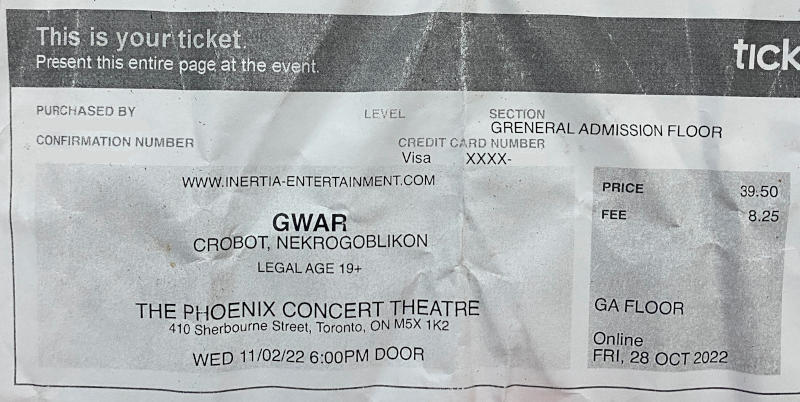 This is your ticket.
Present this entire page at the event.
tick
PURCHASED BY
LEVEL
SECTION
GRENERAL ADMISSION FLOOR
CONFIRMATION NUMBER
CREDIT CARD NUMBER
Visa XXXX-
WWW.INERTIA-ENTERTAINMENT.COM
GWAR
CROBOT, NEKROGOBLIKON
LEGAL AGE 19+
THE PHOENIX CONCERT THEATRE
410 Sherbourne Street, Toronto, ON M5X 1K2
WED 11/02/22 6:00PM DOOR
PRICE 39.50
FEE 8.25
GA FLOOR
Online
FRI, 28 OCT 2022